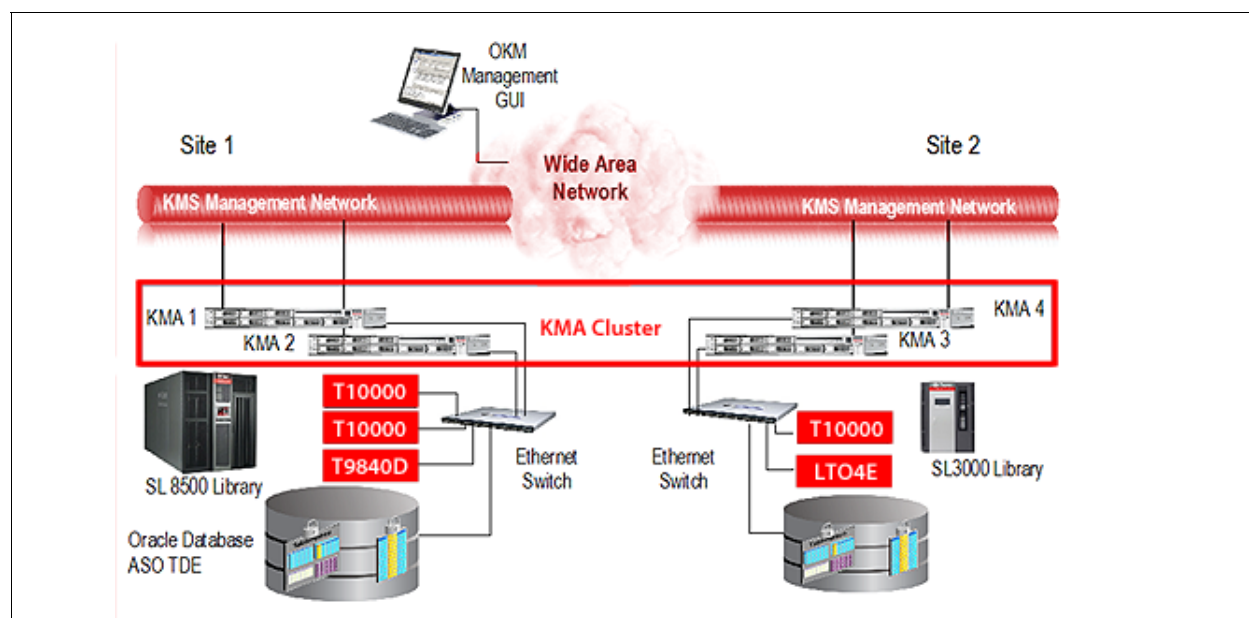 OKM
Management
GUI
Site 1
Site 2
Wide Area
Network
KMS Management Network
KMS Management Network
KMA 1
KMA 2
KMA Cluster
KMA 4
KMA 3
T10000
T10000
T9840D
SL 8500 Library
Ethernet
Switch
Ethernet
Switch
T10000
LTO4E
SL3000 Library
Oracle Database
ASO TDE